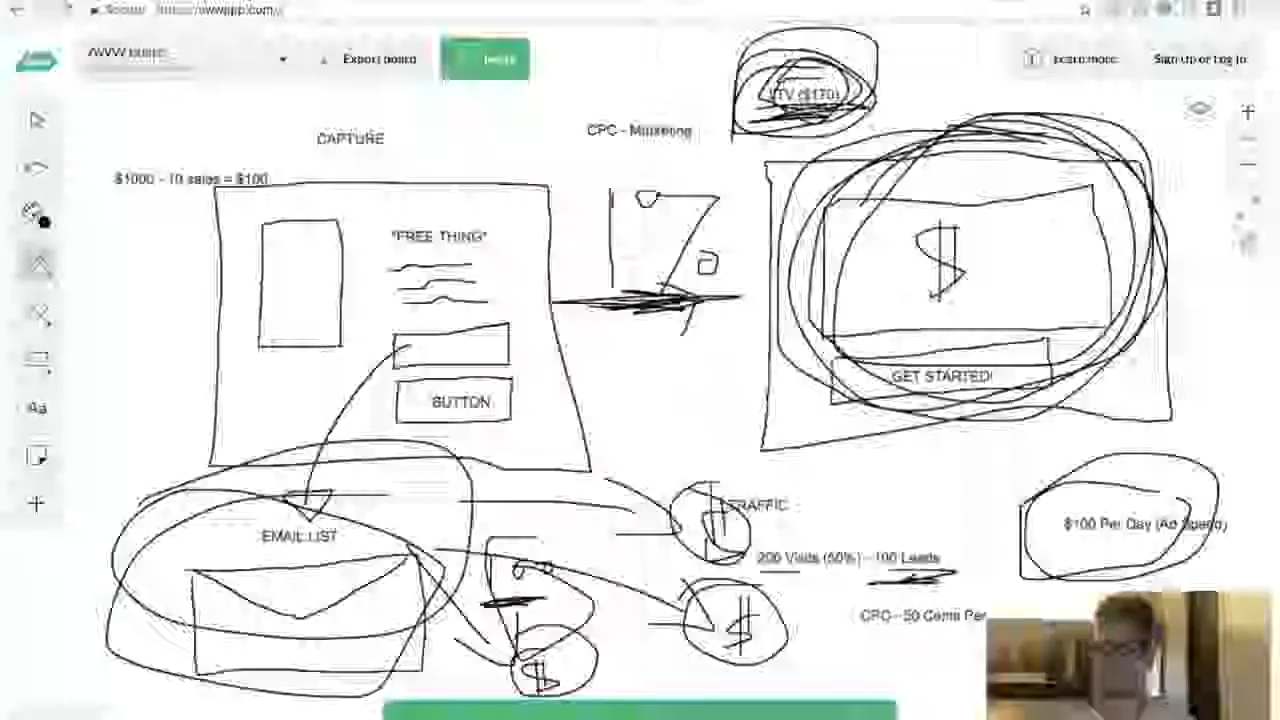 Export board
Sign up or Log in
LTV ($170)
CAPTURE
CPC - Marketing
$1000 - 10 sales = $100
"FREE THING"
$
BUTTON
GET STARTED!
TRAFFIC
$100 Per Day (Ad Spend)
EMAIL LIST
200 Visits (50%) - 100 Leads
$
CPC - 50 Cents Per
$